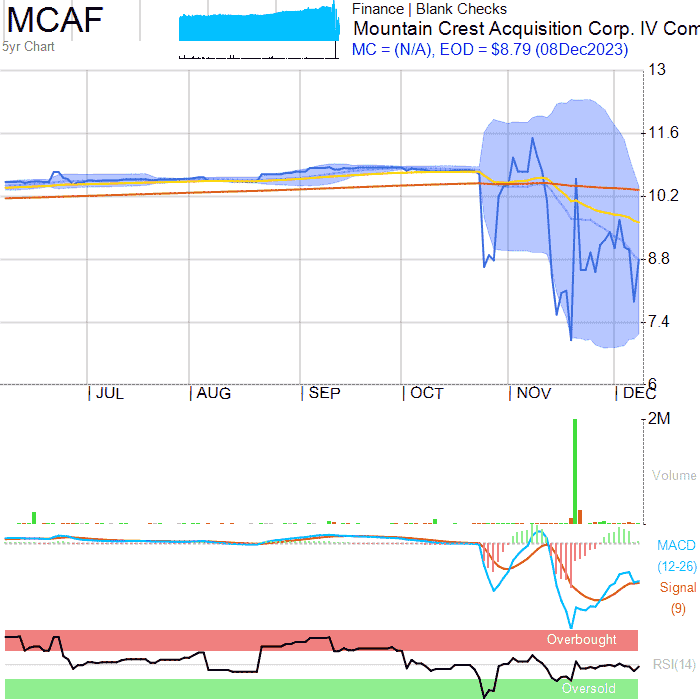 MCAF
5yr Chart
Finance | Blank Checks
Mountain Crest Acquisition Corp. IV Com
MC = (N/A), EOD = $8.79 (08Dec2023)
13
11.6
10.2
8.8
7.4
6
JUL
AUG
SEP
OCT
NOV
DEC
2M
Volume
MACD
(12-26)
Signal
(9)
Overbought
RSI(14)
Oversold